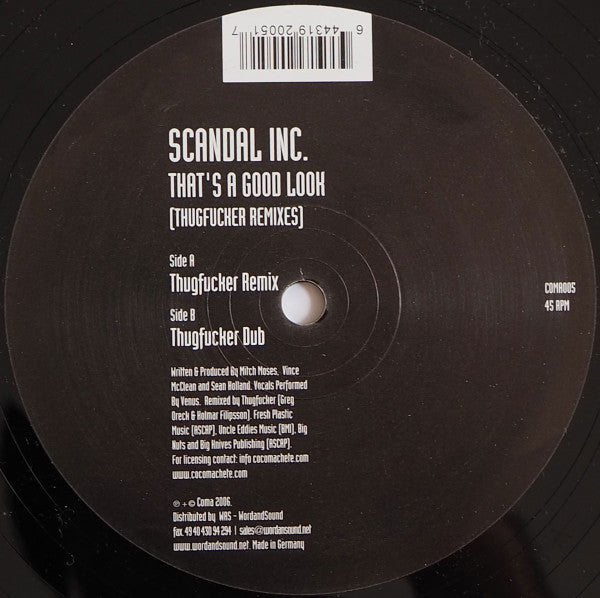 6 44319 20051 7
SCANDAL INC.
THAT'S A GOOD LOOK
(THUGFUCKER REMIXES)
Side A
Thugfucker Remix
Side B
Thugfucker Dub
COMA005
45 RPM
Written & Produced By Mitch Moses, Vince
McClean and Sean Holland. Vocals Performed
By Venus. Remixed by Thugfucker (Greg
Oreck & Holmar Filipsson). Fresh Plastic
Music (ASCAP), Uncle Eddies Music (BMI), Big
Nuts and Big Knives Publishing (ASCAP).
For licensing contact: info cocomachete.com
www.cocomachete.com
℗ + © Coma 2006.
Distributed by WAS - WordandSound
fax. 49 40 430 94 254 | sales@wordansound.net
www.wordandsound.net. Made in Germany